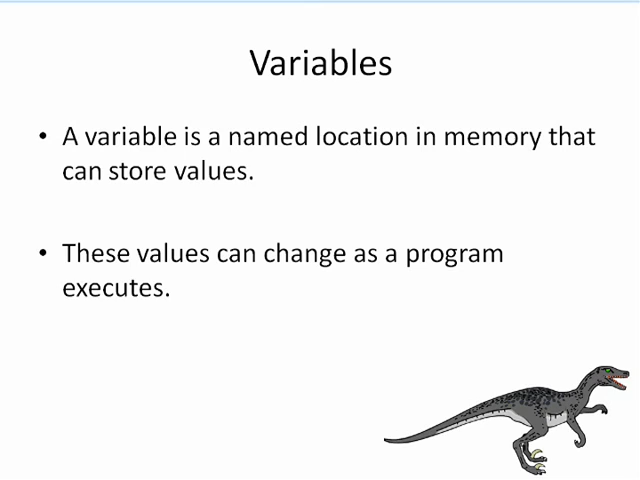 Variables
• A variable is a named location in memory that
can store values.
• These values can change as a program
executes.